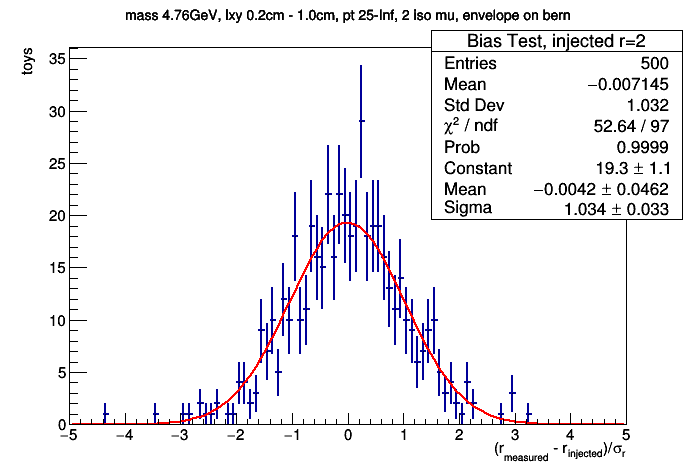 mass 4.76GeV, lxy 0.2cm - 1.0cm, pt 25-Inf, 2 Iso mu, envelope on bern
Bias Test, injected r=2
Entries 500
Mean −0.007145
Std Dev 1.032
χ² / ndf 52.64 / 97
Prob 0.9999
Constant 19.3 ± 1.1
Mean −0.0042 ± 0.0462
Sigma 1.034 ± 0.033
toys
35
30
25
20
15
10
5
0
−5 −4 −3 −2 −1 0 1 2 3 4 5
(r_measured - r_injected)/σ_r